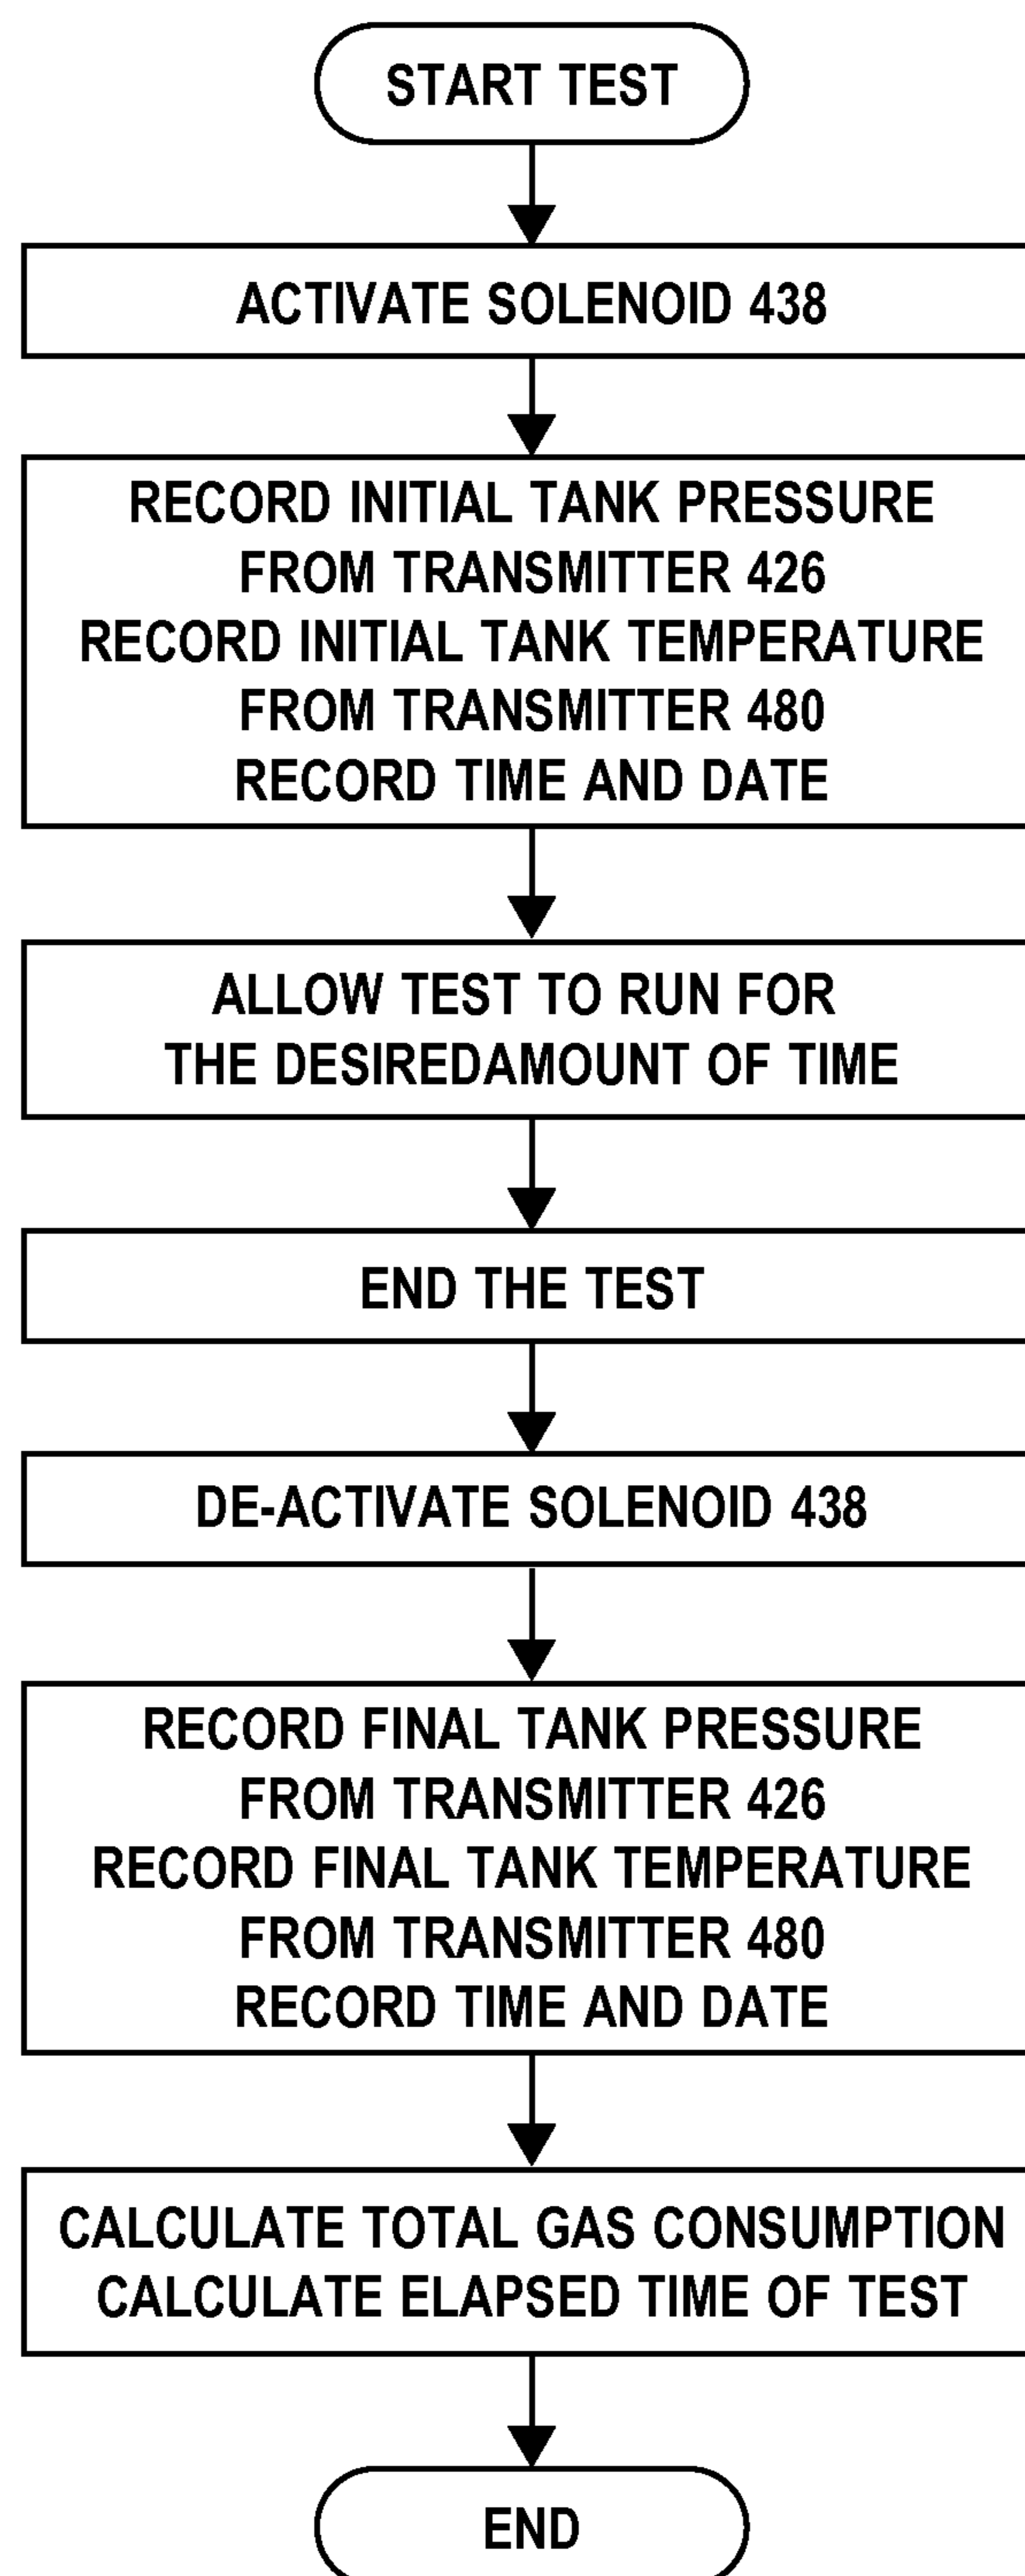 START TEST
ACTIVATE SOLENOID 438
RECORD INITIAL TANK PRESSURE
FROM TRANSMITTER 426
RECORD INITIAL TANK TEMPERATURE
FROM TRANSMITTER 480
RECORD TIME AND DATE
ALLOW TEST TO RUN FOR
THE DESIREDAMOUNT OF TIME
END THE TEST
DE-ACTIVATE SOLENOID 438
RECORD FINAL TANK PRESSURE
FROM TRANSMITTER 426
RECORD FINAL TANK TEMPERATURE
FROM TRANSMITTER 480
RECORD TIME AND DATE
CALCULATE TOTAL GAS CONSUMPTION
CALCULATE ELAPSED TIME OF TEST
END